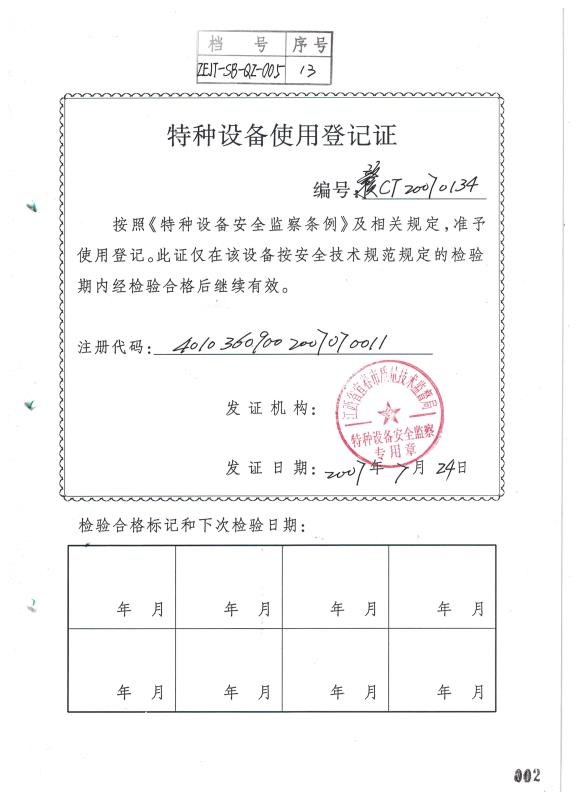 档 号 序号
ZEJT-SB-QZ-005 13
特种设备使用登记证
编号:赣CT20070134
按照《特种设备安全监察条例》及相关规定,准予
使用登记。此证仅在该设备按安全技术规范规定的检验
期内经检验合格后继续有效。
注册代码: 40103609002007070011
发证机构:
江西省宜春市质量技术监督局
特种设备安全监察
专用章
发证日期: 2007年7月24日
检验合格标记和下次检验日期:
年 月 年 月 年 月 年 月
年 月 年 月 年 月 年 月
002